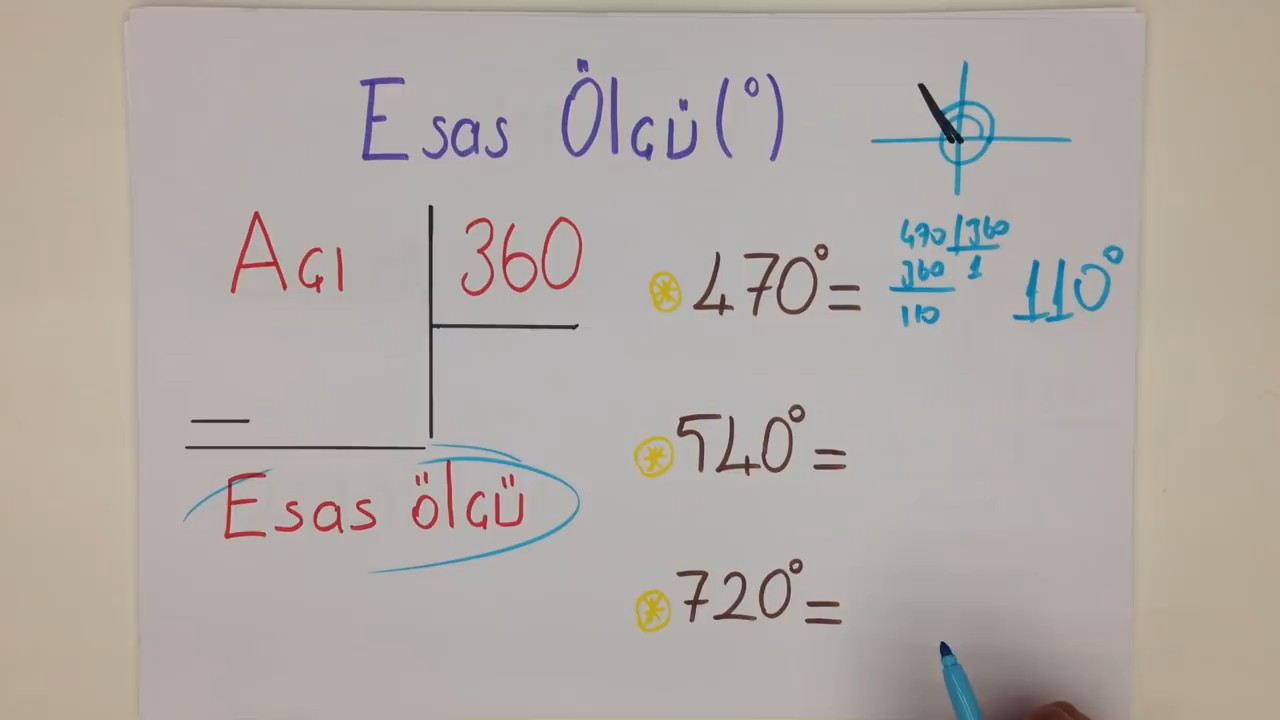 Esas Ölçü(°)
Açı 360
Esas ölçü
470° =
470 360
360 1
110
110°
540° =
720° =